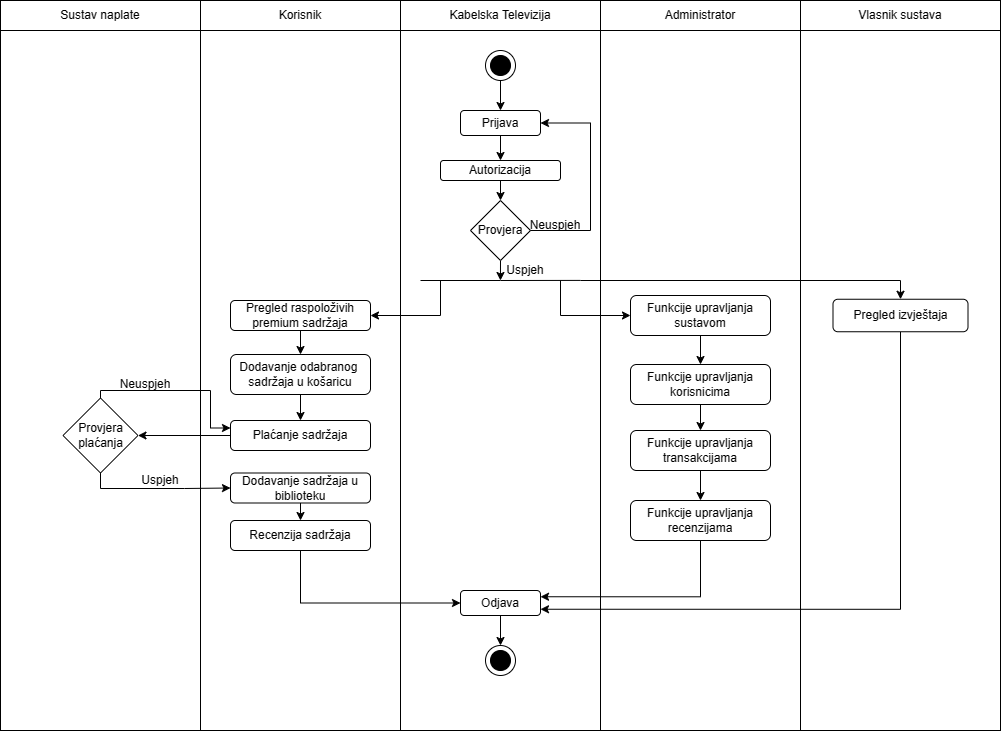 Sustav naplate
Korisnik
Kabelska Televizija
Administrator
Vlasnik sustava
Prijava
Autorizacija
Provjera
Neuspjeh
Uspjeh
Pregled raspoloživih
premium sadržaja
Dodavanje odabranog
sadržaja u košaricu
Plaćanje sadržaja
Neuspjeh
Provjera
plaćanja
Uspjeh
Dodavanje sadržaja u
biblioteku
Recenzija sadržaja
Funkcije upravljanja
sustavom
Funkcije upravljanja
korisnicima
Funkcije upravljanja
transakcijama
Funkcije upravljanja
recenzijama
Pregled izvještaja
Odjava